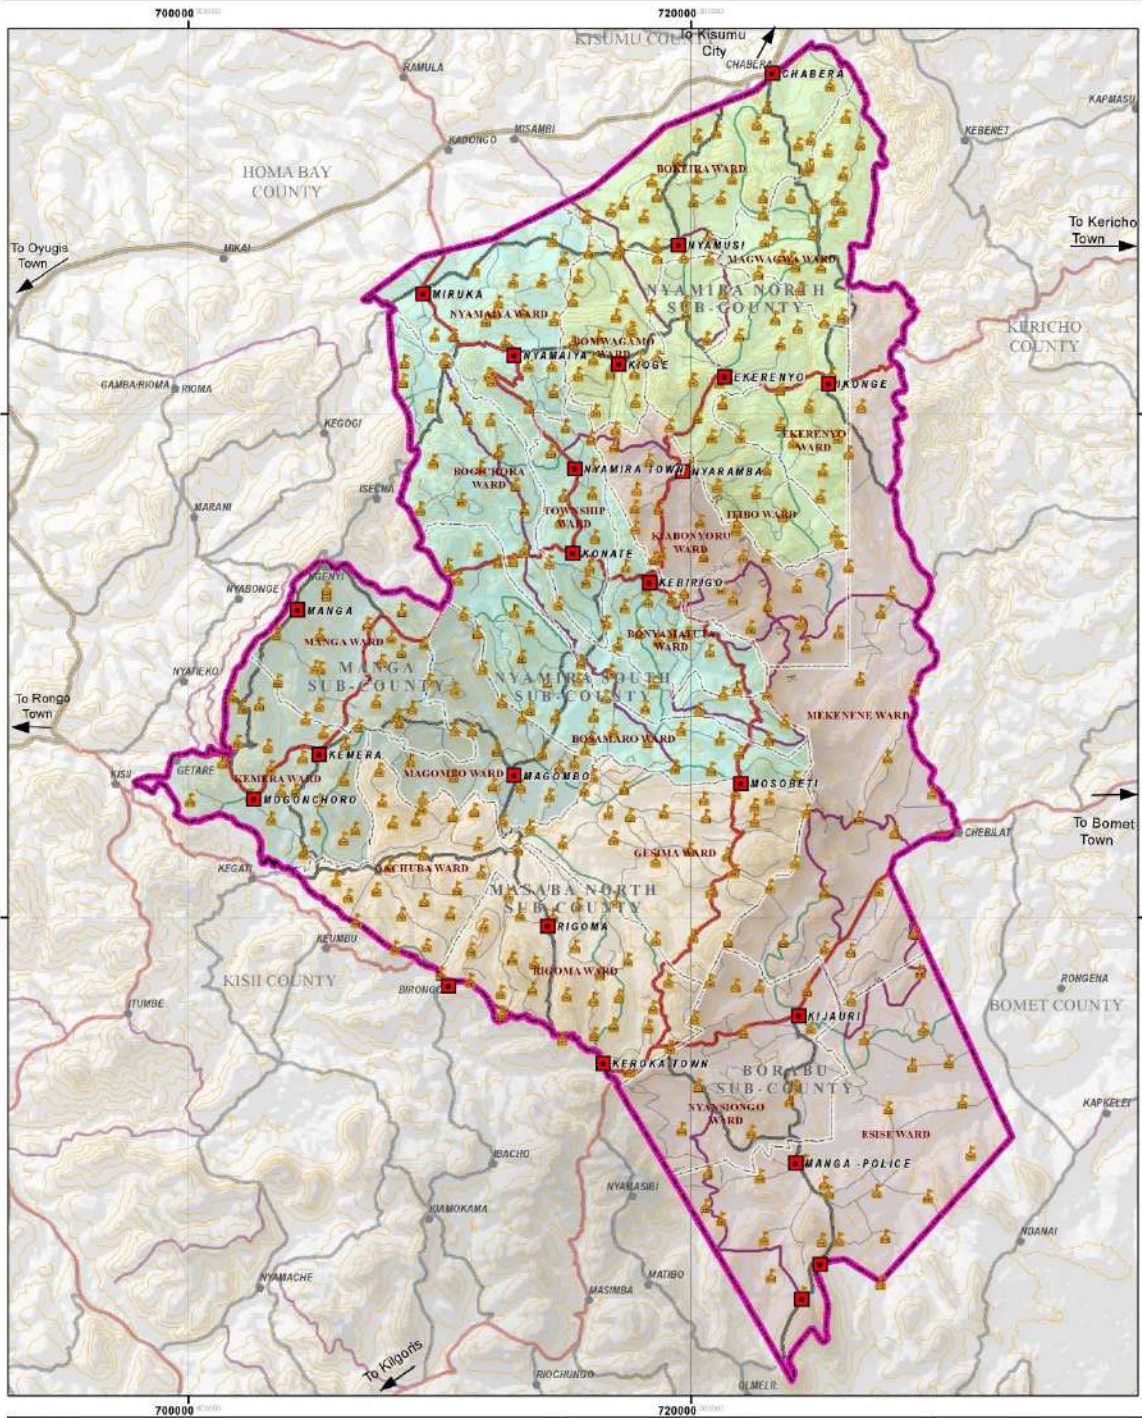 700000
720000
KISUMU COUNTY
To Kisumu
City
CHABERA
CHABERA
RAMULA
KAPMASU
MISAMBI
KADONGO
KEBENET
HOMA BAY
COUNTY
BOKEIRA WARD
To Kericho
Town
To Oyugis
Town
MIKAI
NYAMUSI
MAGWAGWA WARD
MIRUKA
NYAMIRA NORTH
SUB-COUNTY
NYAMAIYA WARD
KERICHO
COUNTY
BOMWAGAMO
WARD
NYAMAIYA
KIOGE
EKERENYO
IKONGE
GAMBA/RIOMA
RIOMA
KEGOGI
EKERENYO
WARD
BOGICHORA
WARD
NYAMIRA TOWN
NYARAMBA
ISECHA
MARANI
TOWNSHIP
WARD
ITIBO WARD
KIABONYORU
WARD
KONATE
NGENYI
KEBIRIGO
NYABONGE
MANGA
MANGA WARD
BONYAMATUTA
WARD
MANGA
SUB-COUNTY
NYAMIRA SOUTH
SUB-COUNTY
NYATIEKO
To Rongo
Town
MEKENENE WARD
BOSAMARO WARD
KEMERA
GETARE
KISII
KEMERA WARD
MAGOMBO WARD
MAGOMBO
MOSOBETI
MOGONCHORO
To Bomet
Town
CHEBILAT
GESIMA WARD
KEGATI
GACHUBA WARD
MASABA NORTH
SUB-COUNTY
RIGOMA
KEUMBU
RIGOMA WARD
KISII COUNTY
BIRONGO
RONGENA
BOMET COUNTY
ITUMBE
KIJAURI
KEROKA TOWN
BORABU
SUB-COUNTY
NYANSIONGO
WARD
KAPKELEI
ESISE WARD
IBACHO
MANGA -POLICE
NYAMASIBI
KIAMOKAMA
NDANAI
NYAMACHE
MATIBO
MASIMBA
To Kilgoris
RIOCHUNGO
OLMELIL
700000
720000